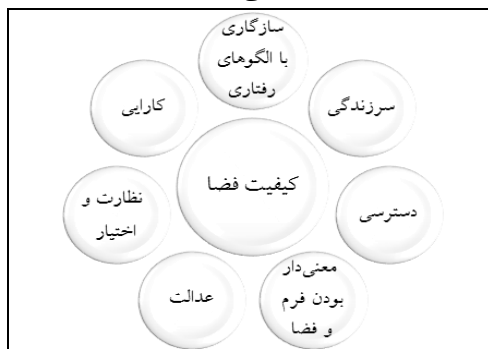 سازگاری
با الگوهای
رفتاری
سرزندگی
کارایی
کیفیت فضا
دسترسی
نظارت و
اختیار
معنی‌دار
بودن فرم
و فضا
عدالت